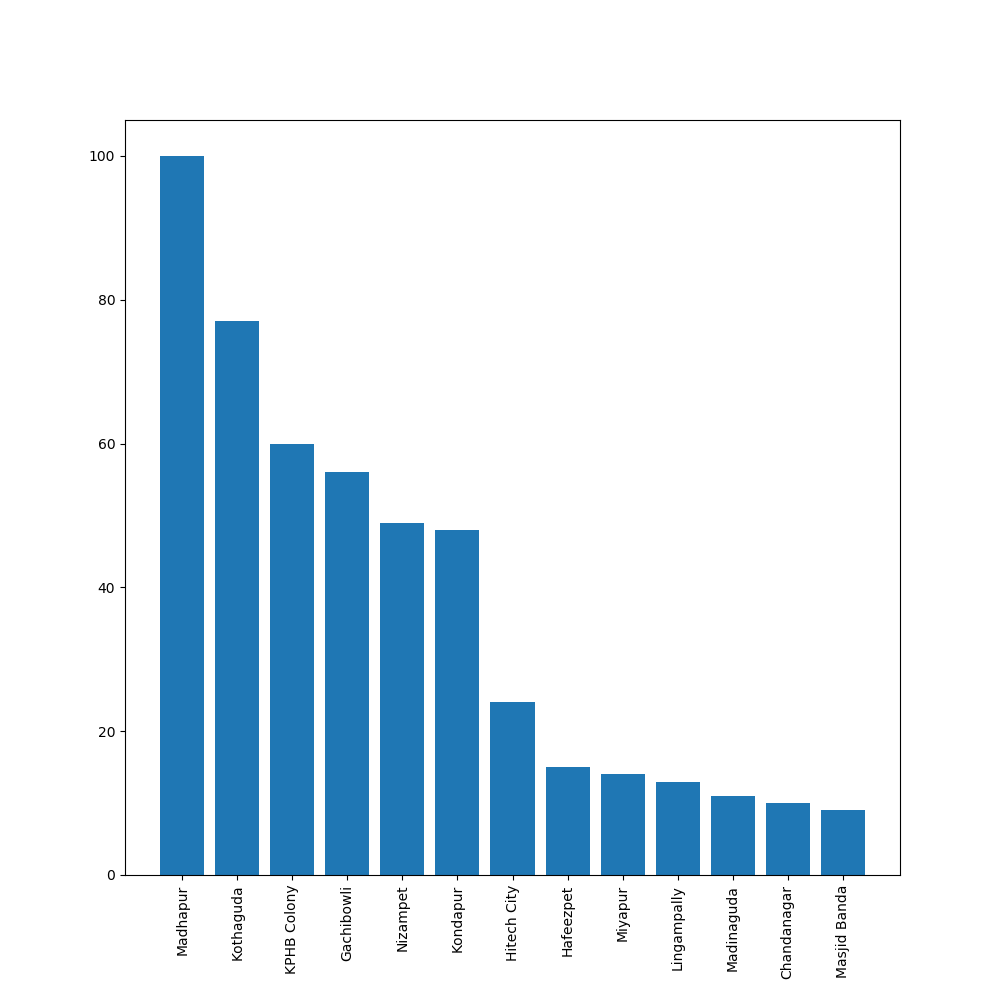 100
80
60
40
20
0
Madhapur
Kothaguda
KPHB Colony
Gachibowli
Nizampet
Kondapur
Hitech City
Hafeezpet
Miyapur
Lingampally
Madinaguda
Chandanagar
Masjid Banda